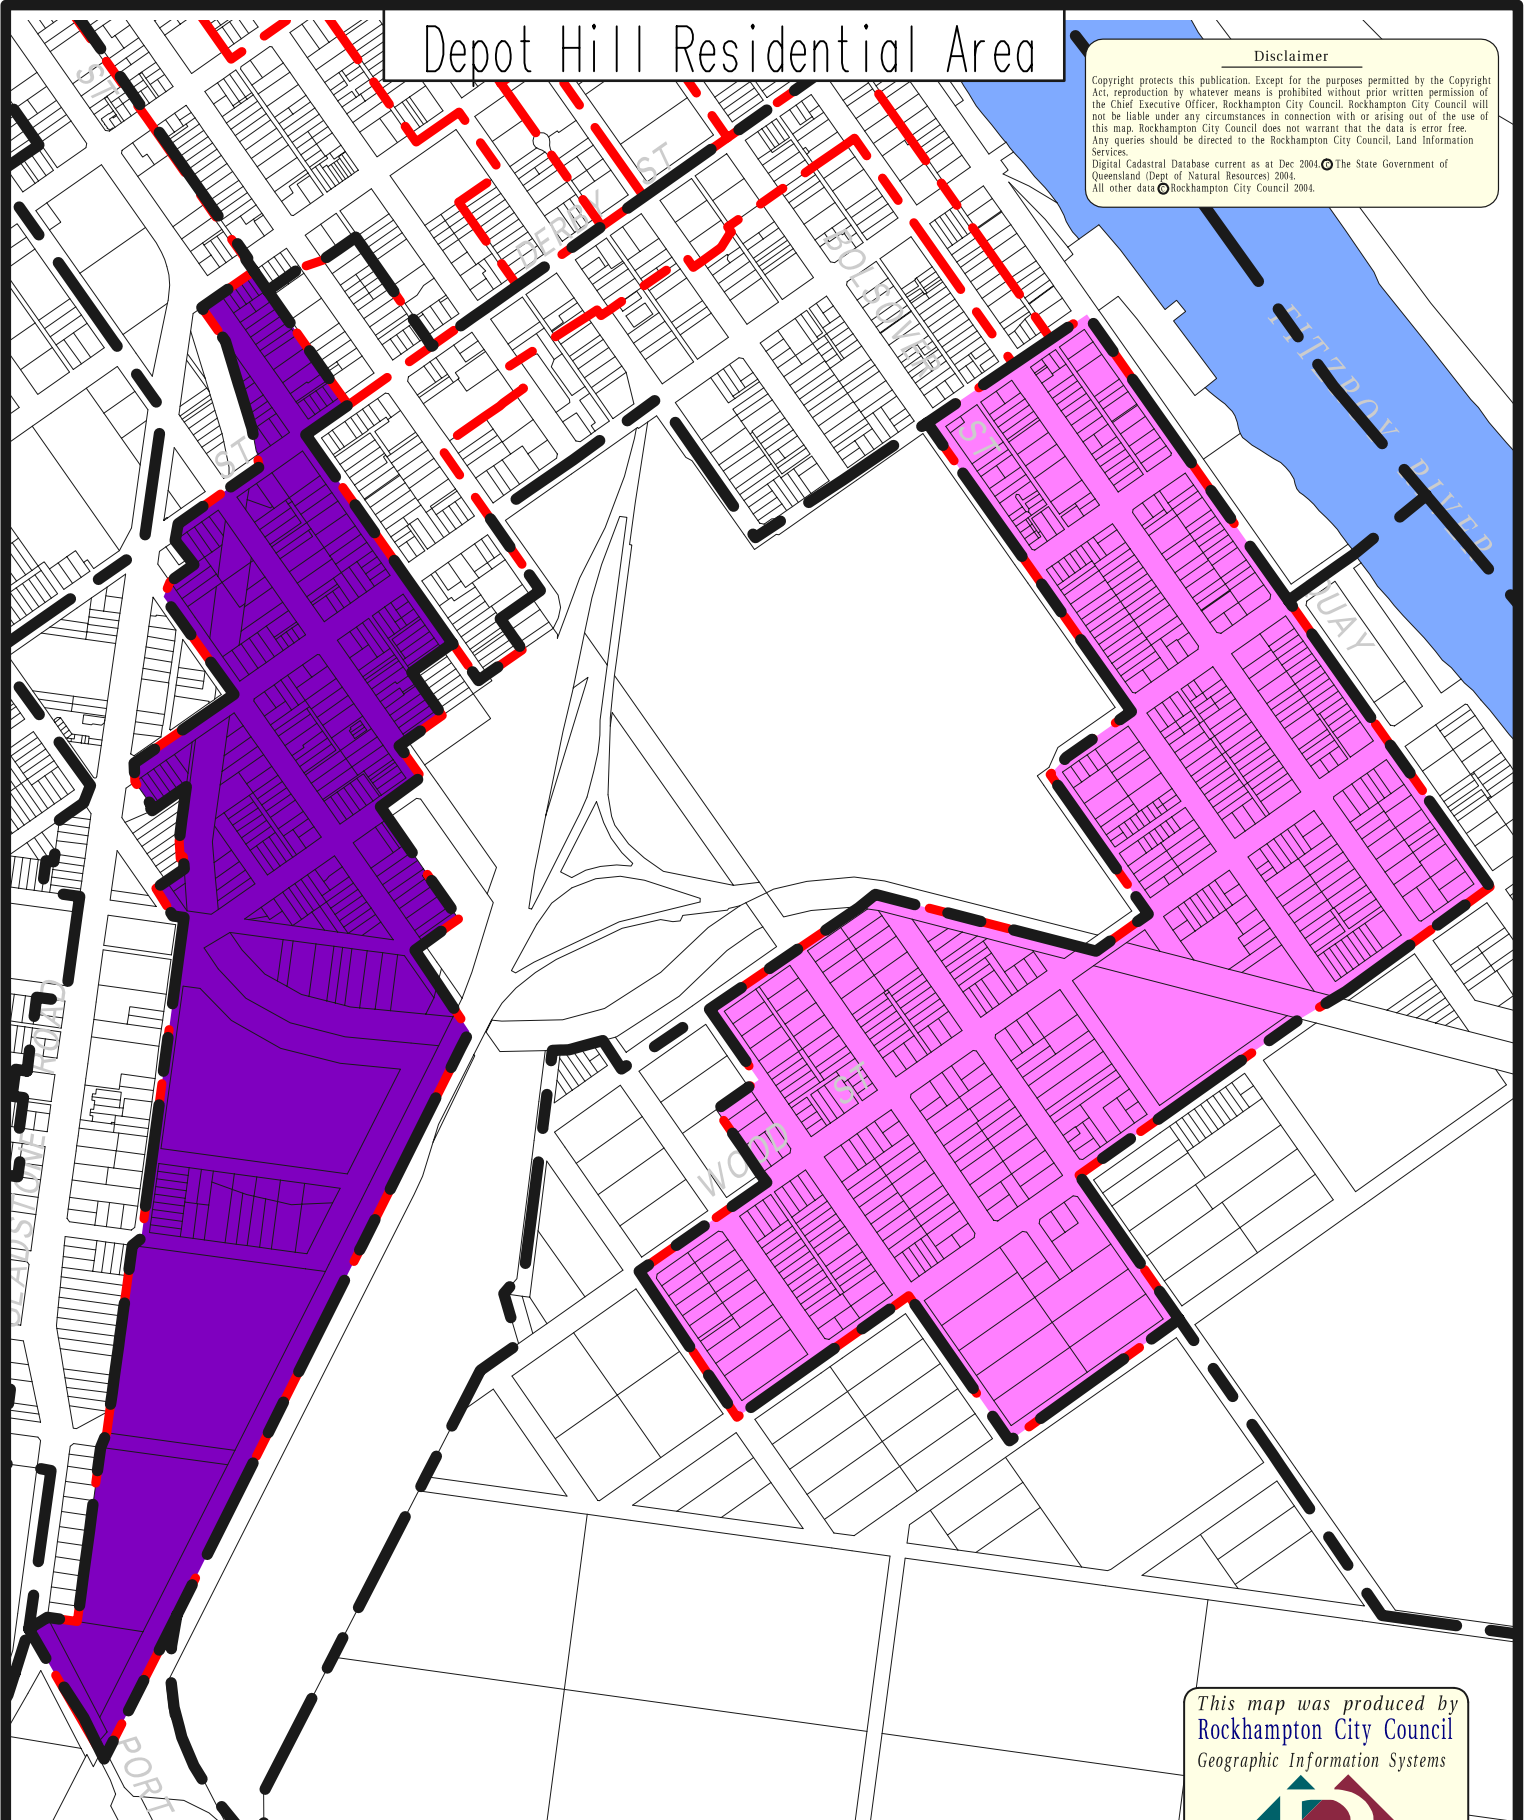 Depot Hill Residential Area
Disclaimer
Copyright protects this publication. Except for the purposes permitted by the Copyright
Act, reproduction by whatever means is prohibited without prior written permission of
the Chief Executive Officer, Rockhampton City Council. Rockhampton City Council will
not be liable under any circumstances in connection with or arising out of the use of
this map. Rockhampton City Council does not warrant that the data is error free.
Any queries should be directed to the Rockhampton City Council, Land Information
Services.
Digital Cadastral Database current as at Dec 2004. © The State Government of
Queensland (Dept of Natural Resources) 2004.
All other data © Rockhampton City Council 2004.
ST
DERBY ST
BOLSOVER
ST
FITZROY
RIVER
ST
QUAY
GLADSTONE ROAD
WOOD ST
PORT
This map was produced by
Rockhampton City Council
Geographic Information Systems